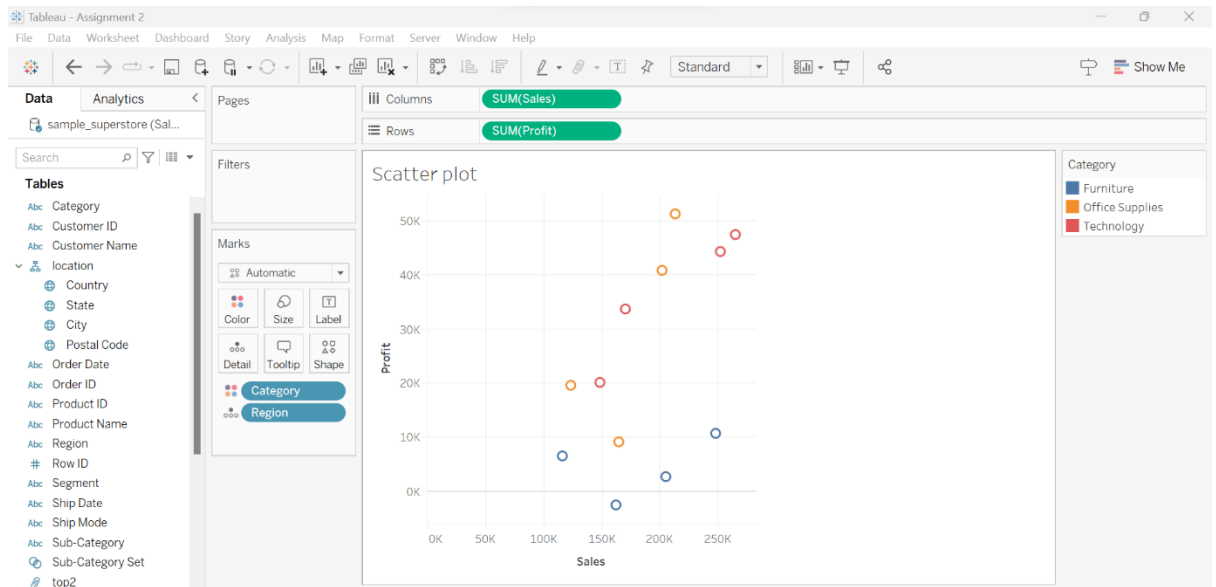 Tableau - Assignment 2
File Data Worksheet Dashboard Story Analysis Map Format Server Window Help
Standard
Show Me
Data Analytics
sample_superstore (Sal...
Search
Tables
Abc Category
Abc Customer ID
Abc Customer Name
location
Country
State
City
Postal Code
Abc Order Date
Abc Order ID
Abc Product ID
Abc Product Name
Abc Region
# Row ID
Abc Segment
Abc Ship Date
Abc Ship Mode
Abc Sub-Category
Sub-Category Set
top2
Pages
Filters
Marks
Automatic
Color Size Label
Detail Tooltip Shape
Category
Region
Columns SUM(Sales)
Rows SUM(Profit)
Scatter plot
50K
40K
30K
20K
10K
0K
Profit
0K 50K 100K 150K 200K 250K
Sales
Category
Furniture
Office Supplies
Technology